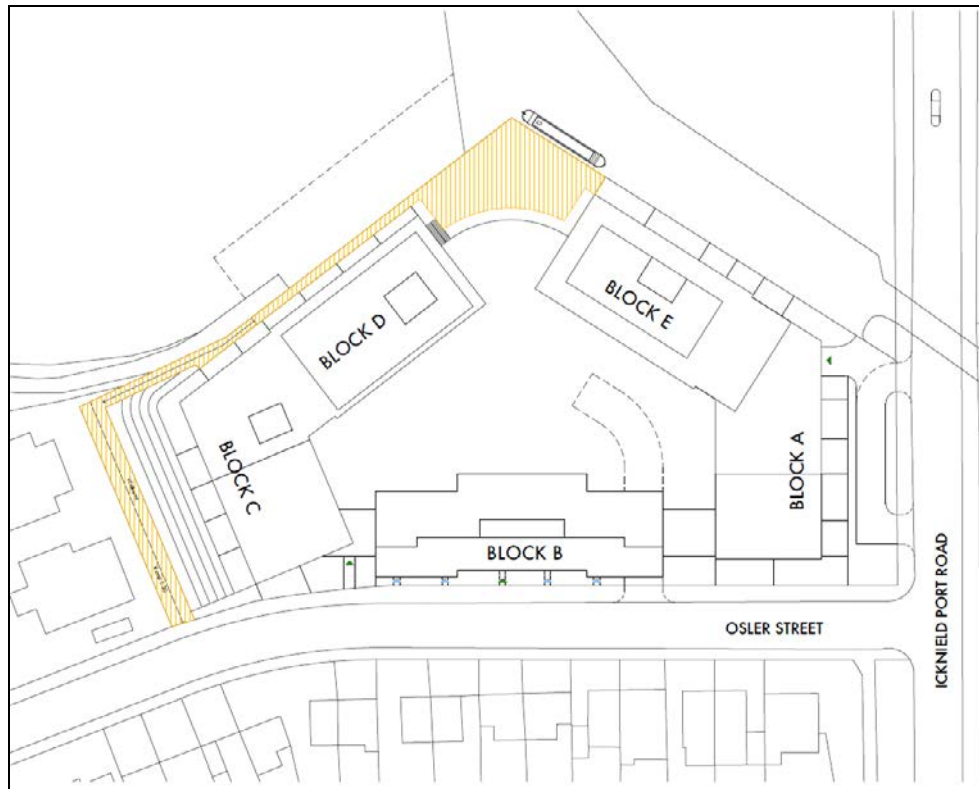 BLOCK D
BLOCK E
BLOCK C
BLOCK A
BLOCK B
OSLER STREET
ICKNIELD PORT ROAD